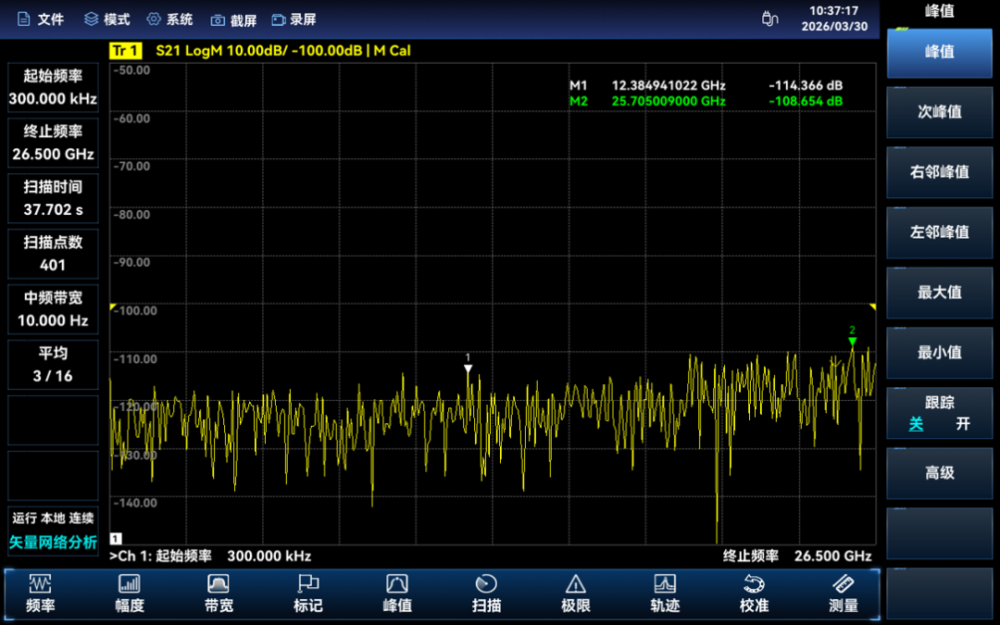 文件 模式 系统 截屏 录屏
10:37:17
2026/03/30
峰值
Tr 1 S21 LogM 10.00dB/ -100.00dB | M Cal
起始频率
300.000 kHz
终止频率
26.500 GHz
扫描时间
37.702 s
扫描点数
401
中频带宽
10.000 Hz
平均
3 / 16
运行 本地 连续
矢量网络分析
-50.00
-60.00
-70.00
-80.00
-90.00
-100.00
-110.00
-120.00
-130.00
-140.00
M1 12.384941022 GHz -114.366 dB
M2 25.705009000 GHz -108.654 dB
1
2
1
>Ch 1: 起始频率 300.000 kHz 终止频率 26.500 GHz
峰值
次峰值
右邻峰值
左邻峰值
最大值
最小值
跟踪
关 开
高级
频率 幅度 带宽 标记 峰值 扫描 极限 轨迹 校准 测量